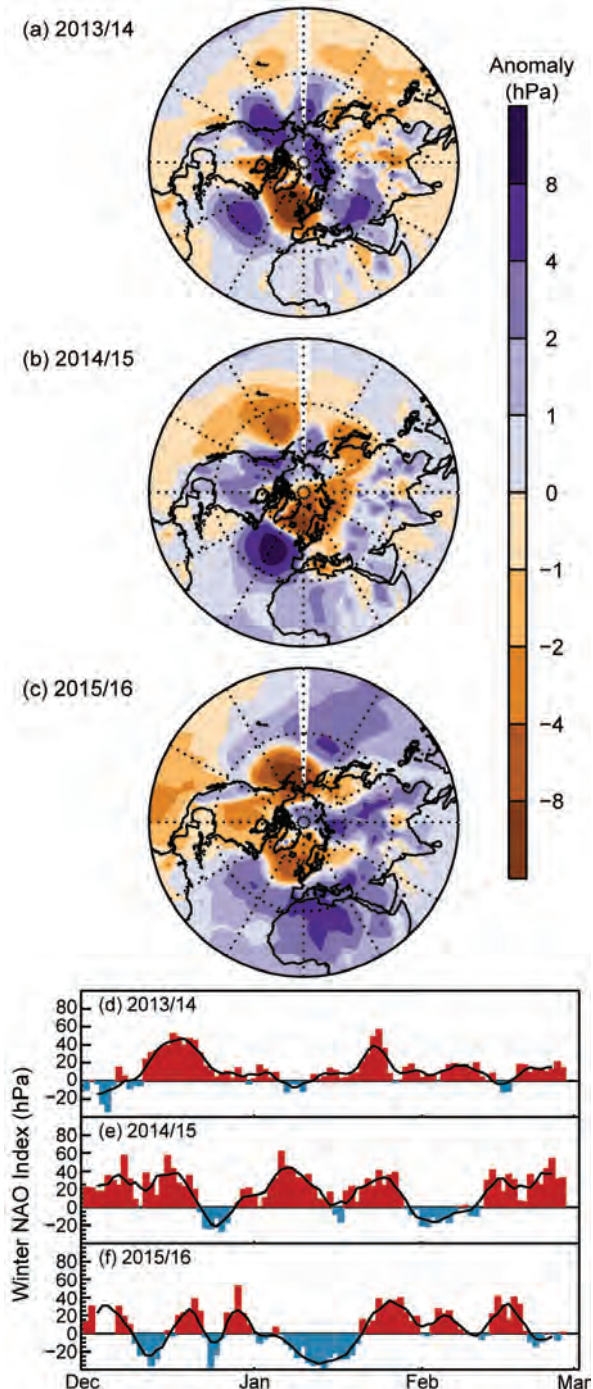 (a) 2013/14
Anomaly
(hPa)
8
4
2
1
0
−1
−2
−4
−8
(b) 2014/15
(c) 2015/16
Winter NAO Index (hPa)
(d) 2013/14
80
60
40
20
0
−20
(e) 2014/15
80
60
40
20
0
−20
(f) 2015/16
80
60
40
20
0
−20
Dec Jan Feb Mar